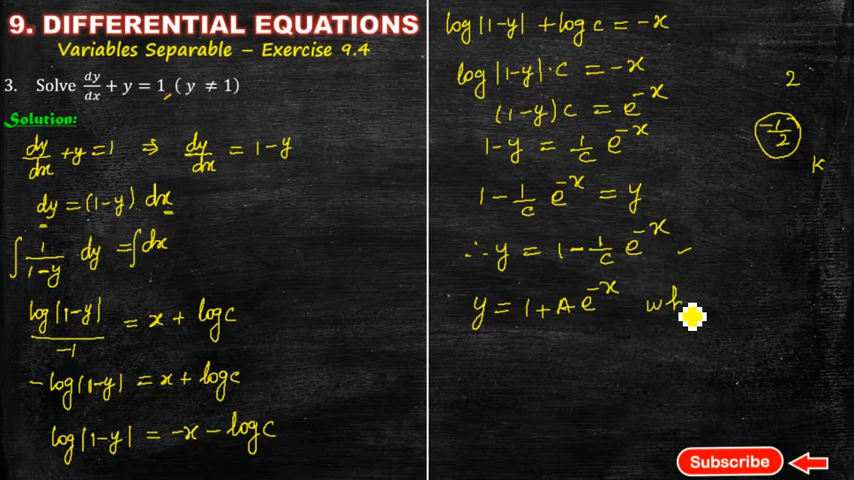 9. DIFFERENTIAL EQUATIONS
Variables Separable – Exercise 9.4
3. Solve dy/dx + y = 1, ( y ≠ 1)
Solution:
dy/dx + y = 1 ⇒ dy/dx = 1 - y
dy = (1-y) dx
∫ 1/(1-y) dy = ∫ dx
log|1-y| / -1 = x + log c
-log|1-y| = x + log c
log|1-y| = -x - log c
log|1-y| + log c = -x
log|1-y|·c = -x
(1-y)c = e^-x
1-y = 1/c e^-x
1 - 1/c e^-x = y
∴ y = 1 - 1/c e^-x
y = 1 + A e^-x wh
2
-1/2
K
Subscribe